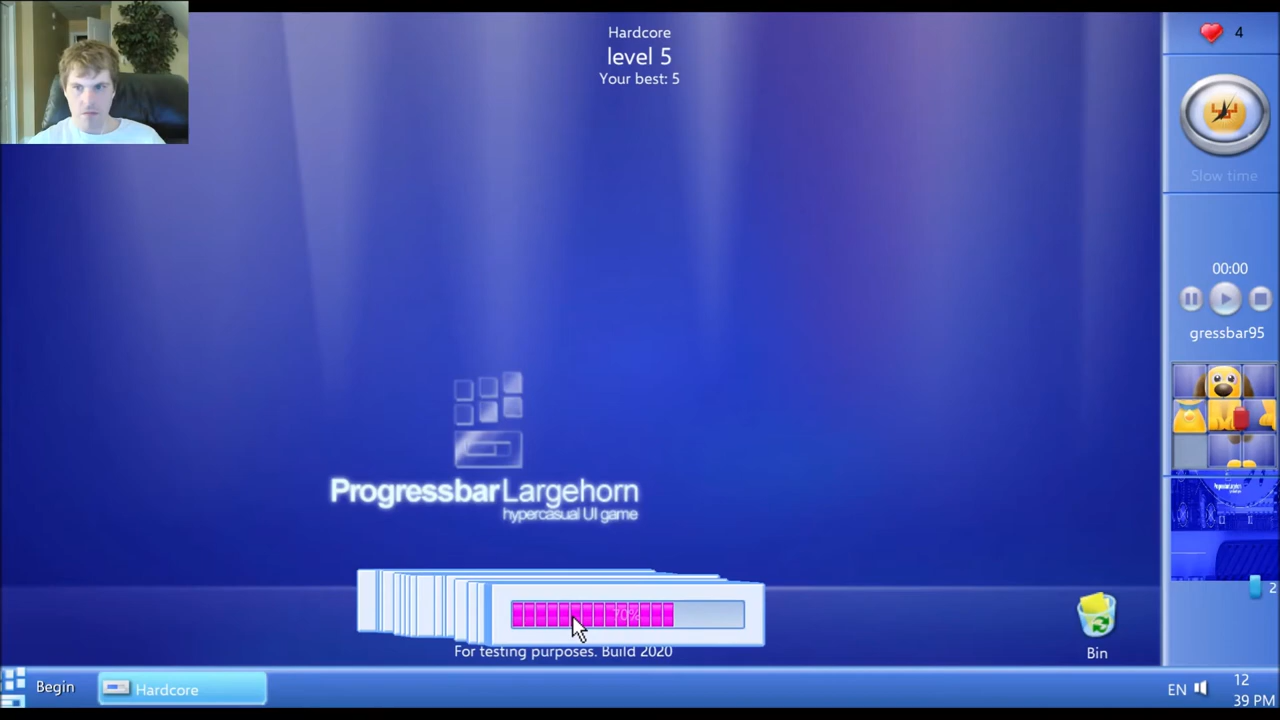 Hardcore
level 5
Your best: 5
4
Slow time
00:00
gressbar95
ProgressbarLargehorn
hypercasual UI game
2
70%
For testing purposes. Build 2020
Bin
Begin
Hardcore
EN
12
39 PM